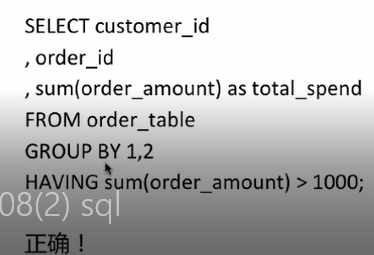 SELECT customer_id
, order_id
, sum(order_amount) as total_spend
FROM order_table
GROUP BY 1,2
HAVING sum(order_amount) > 1000;
08(2) sql
正确！